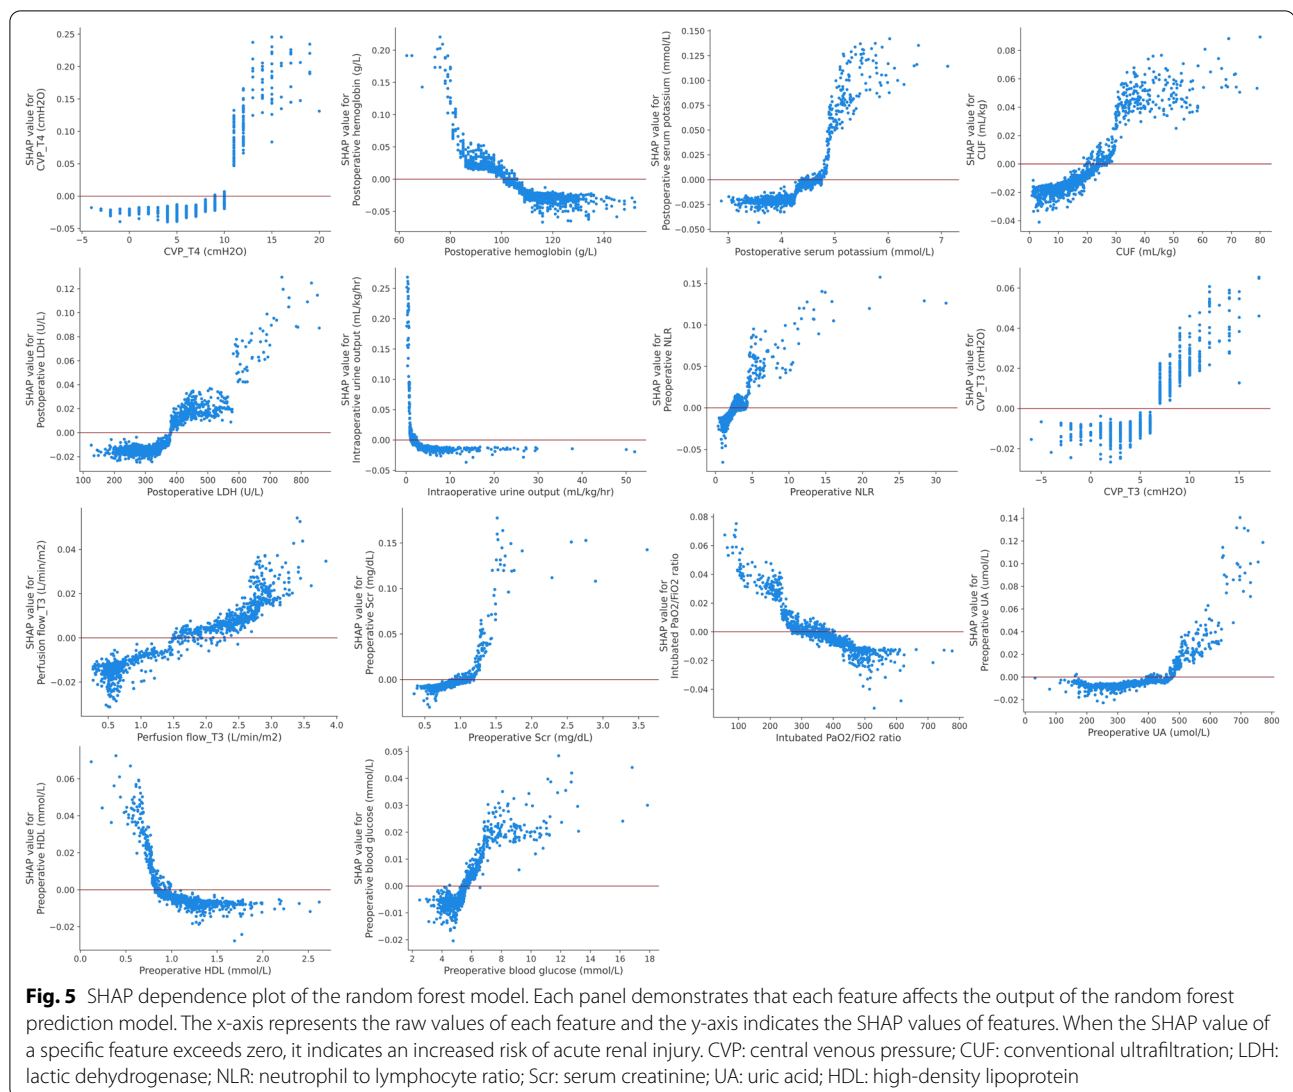 SHAP value for
CVP_T4 (cmH2O)
0.25
0.20
0.15
0.10
0.05
0.00
−0.05
−5 0 5 10 15 20
CVP_T4 (cmH2O)
SHAP value for
Postoperative hemoglobin (g/L)
0.20
0.15
0.10
0.05
0.00
−0.05
60 80 100 120 140
Postoperative hemoglobin (g/L)
SHAP value for
Postoperative serum potassium (mmol/L)
0.150
0.125
0.100
0.075
0.050
0.025
0.000
−0.025
−0.050
3 4 5 6 7
Postoperative serum potassium (mmol/L)
SHAP value for
CUF (mL/kg)
0.08
0.06
0.04
0.02
0.00
−0.02
−0.04
0 10 20 30 40 50 60 70 80
CUF (mL/kg)
SHAP value for
Postoperative LDH (U/L)
0.12
0.10
0.08
0.06
0.04
0.02
0.00
−0.02
100 200 300 400 500 600 700 800
Postoperative LDH (U/L)
SHAP value for
Intraoperative urine output (mL/kg/hr)
0.25
0.20
0.15
0.10
0.05
0.00
−0.05
0 10 20 30 40 50
Intraoperative urine output (mL/kg/hr)
SHAP value for
Preoperative NLR
0.15
0.10
0.05
0.00
−0.05
0 5 10 15 20 25 30
Preoperative NLR
SHAP value for
CVP_T3 (cmH2O)
0.06
0.04
0.02
0.00
−0.02
−5 0 5 10 15
CVP_T3 (cmH2O)
SHAP value for
Perfusion flow_T3 (L/min/m2)
0.04
0.02
0.00
−0.02
0.5 1.0 1.5 2.0 2.5 3.0 3.5 4.0
Perfusion flow_T3 (L/min/m2)
SHAP value for
Preoperative Scr (mg/dL)
0.15
0.10
0.05
0.00
0.5 1.0 1.5 2.0 2.5 3.0 3.5
Preoperative Scr (mg/dL)
SHAP value for
Intubated PaO2/FiO2 ratio
0.08
0.06
0.04
0.02
0.00
−0.02
−0.04
100 200 300 400 500 600 700 800
Intubated PaO2/FiO2 ratio
SHAP value for
Preoperative UA (umol/L)
0.14
0.12
0.10
0.08
0.06
0.04
0.02
0.00
−0.02
0 100 200 300 400 500 600 700 800
Preoperative UA (umol/L)
SHAP value for
Preoperative HDL (mmol/L)
0.06
0.04
0.02
0.00
−0.02
0.0 0.5 1.0 1.5 2.0 2.5
Preoperative HDL (mmol/L)
SHAP value for
Preoperative blood glucose (mmol/L)
0.05
0.04
0.03
0.02
0.01
0.00
−0.01
−0.02
2 4 6 8 10 12 14 16 18
Preoperative blood glucose (mmol/L)
Fig. 5 SHAP dependence plot of the random forest model. Each panel demonstrates that each feature affects the output of the random forest
prediction model. The x-axis represents the raw values of each feature and the y-axis indicates the SHAP values of features. When the SHAP value of
a specific feature exceeds zero, it indicates an increased risk of acute renal injury. CVP: central venous pressure; CUF: conventional ultrafiltration; LDH:
lactic dehydrogenase; NLR: neutrophil to lymphocyte ratio; Scr: serum creatinine; UA: uric acid; HDL: high-density lipoprotein